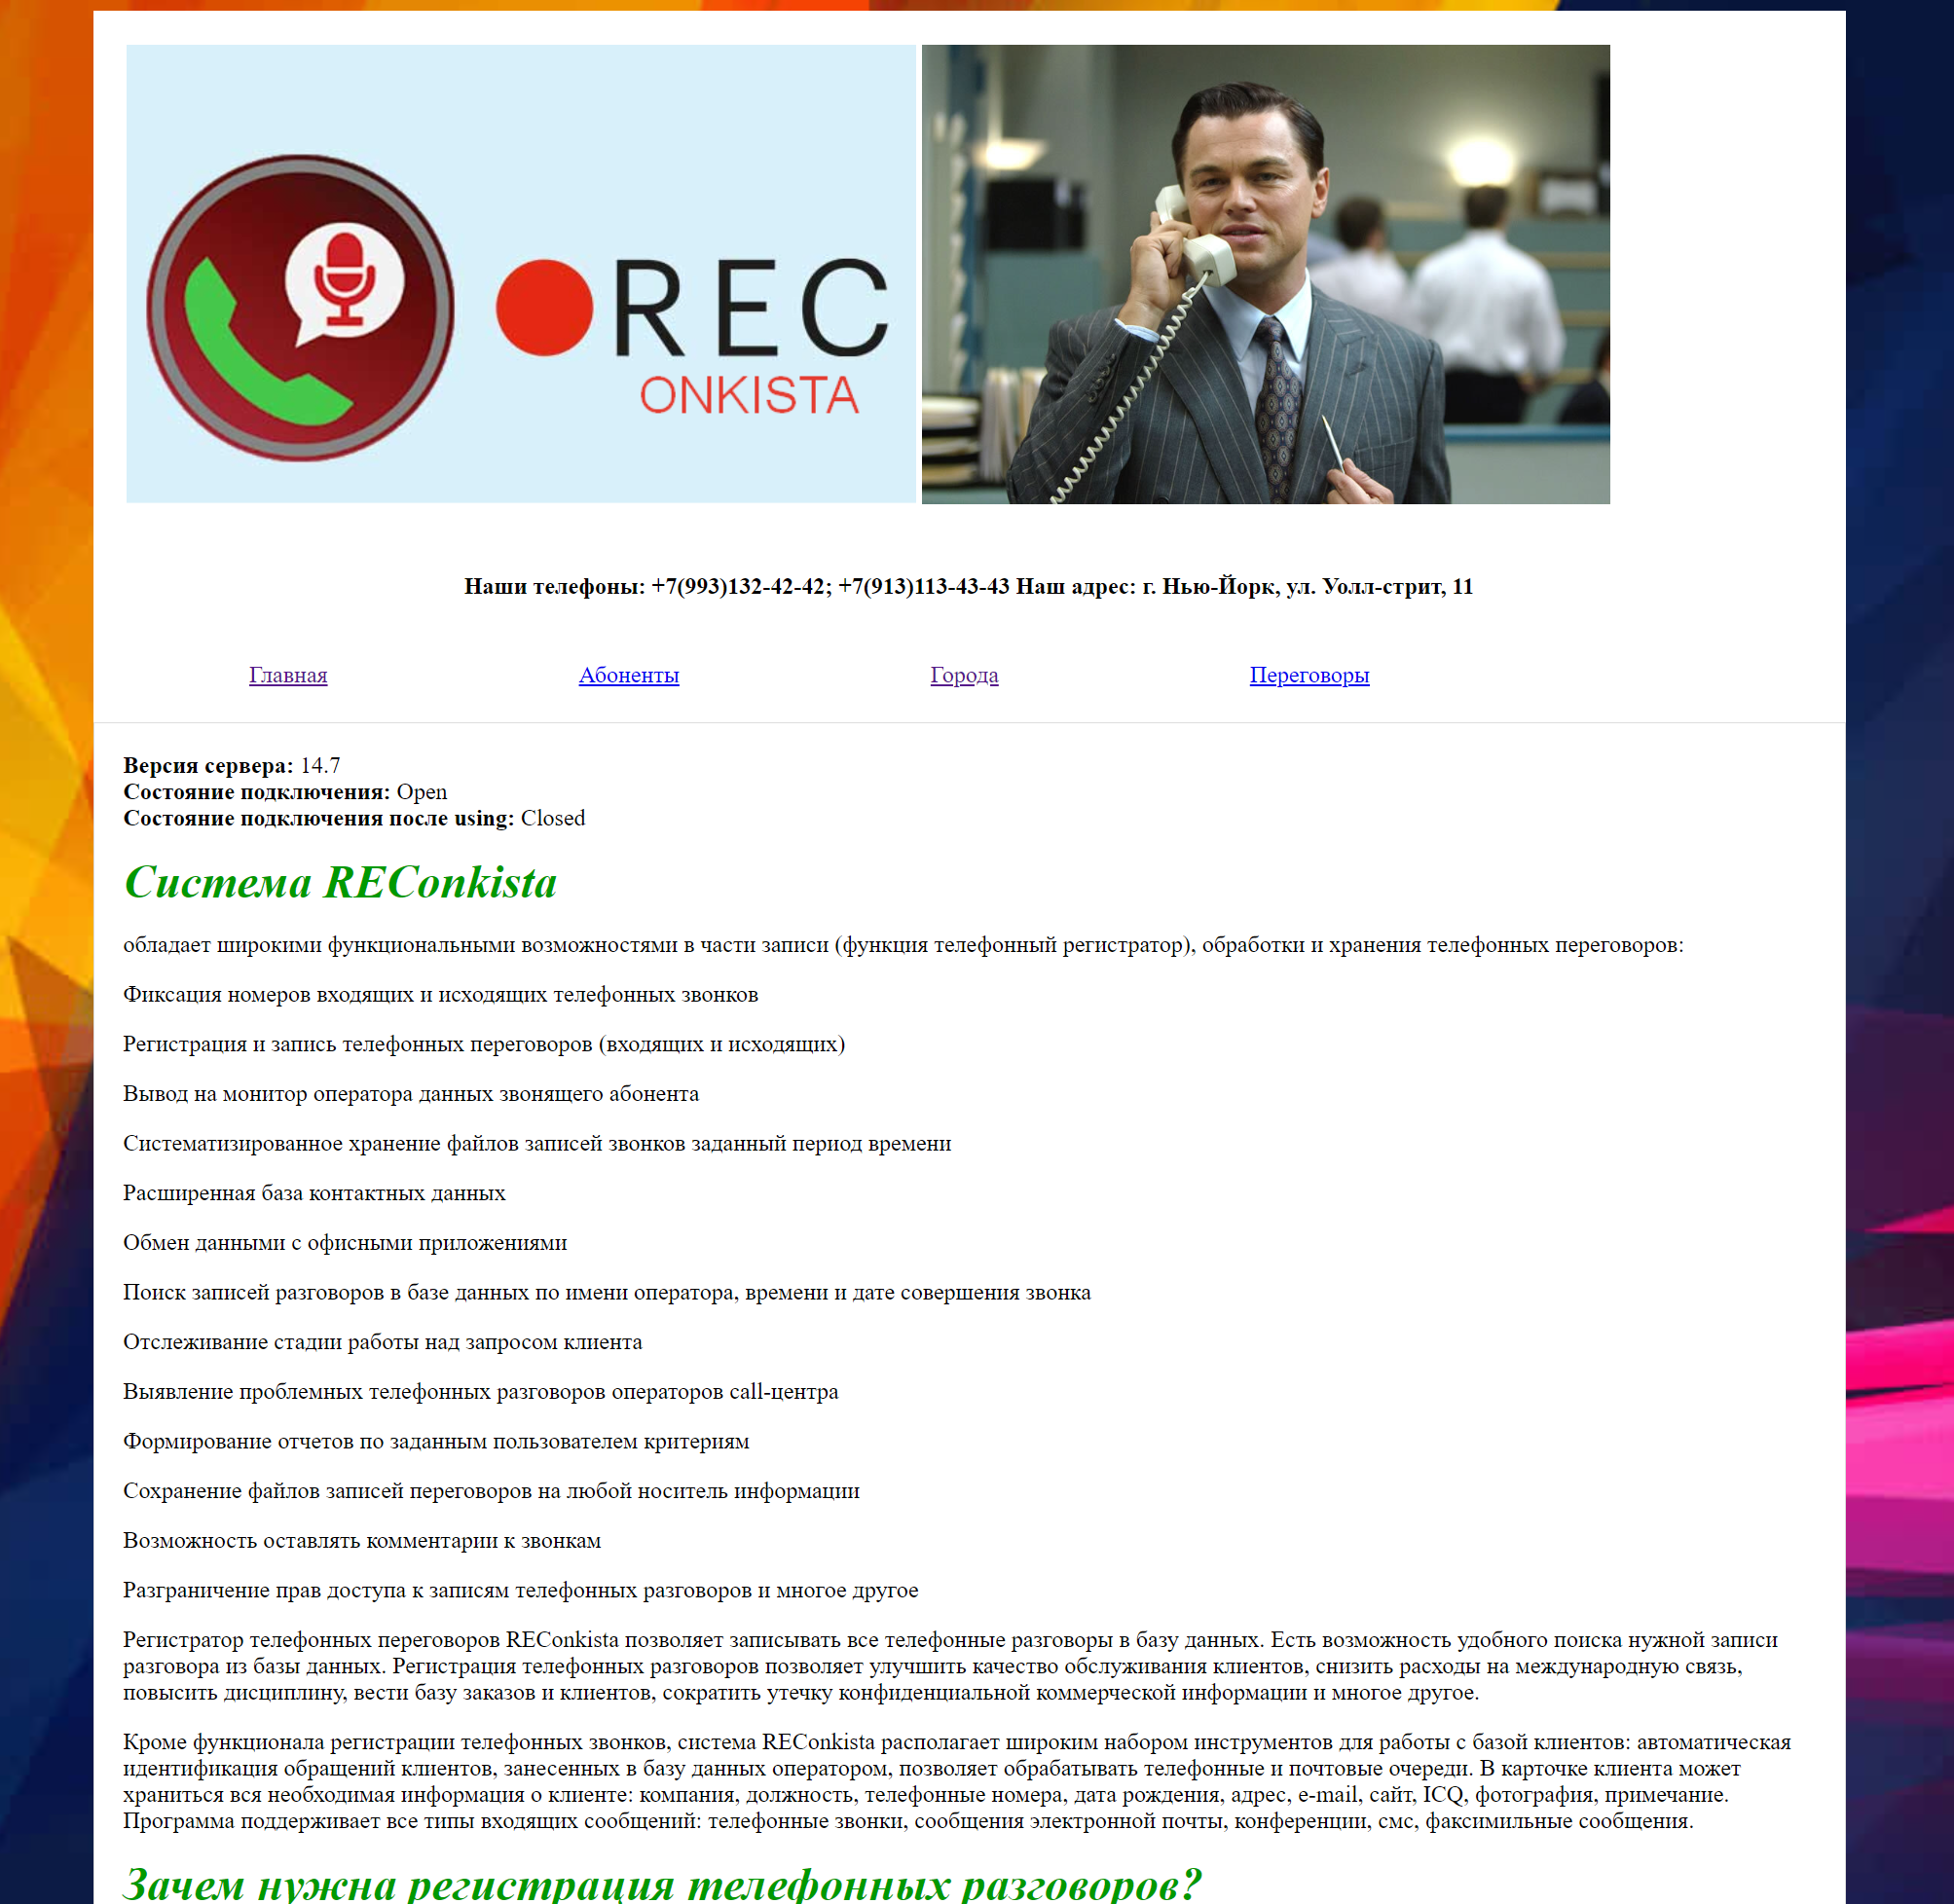 REC
ONKISTA
Наши телефоны: +7(993)132-42-42; +7(913)113-43-43 Наш адрес: г. Нью-Йорк, ул. Уолл-стрит, 11
Главная Абоненты Города Переговоры
Версия сервера: 14.7
Состояние подключения: Open
Состояние подключения после using: Closed
Система REConkista
обладает широкими функциональными возможностями в части записи (функция телефонный регистратор), обработки и хранения телефонных переговоров:
Фиксация номеров входящих и исходящих телефонных звонков
Регистрация и запись телефонных переговоров (входящих и исходящих)
Вывод на монитор оператора данных звонящего абонента
Систематизированное хранение файлов записей звонков заданный период времени
Расширенная база контактных данных
Обмен данными с офисными приложениями
Поиск записей разговоров в базе данных по имени оператора, времени и дате совершения звонка
Отслеживание стадии работы над запросом клиента
Выявление проблемных телефонных разговоров операторов call-центра
Формирование отчетов по заданным пользователем критериям
Сохранение файлов записей переговоров на любой носитель информации
Возможность оставлять комментарии к звонкам
Разграничение прав доступа к записям телефонных разговоров и многое другое
Регистратор телефонных переговоров REConkista позволяет записывать все телефонные разговоры в базу данных. Есть возможность удобного поиска нужной записи
разговора из базы данных. Регистрация телефонных разговоров позволяет улучшить качество обслуживания клиентов, снизить расходы на международную связь,
повысить дисциплину, вести базу заказов и клиентов, сократить утечку конфиденциальной коммерческой информации и многое другое.
Кроме функционала регистрации телефонных звонков, система REConkista располагает широким набором инструментов для работы с базой клиентов: автоматическая
идентификация обращений клиентов, занесенных в базу данных оператором, позволяет обрабатывать телефонные и почтовые очереди. В карточке клиента может
храниться вся необходимая информация о клиенте: компания, должность, телефонные номера, дата рождения, адрес, e-mail, сайт, ICQ, фотография, примечание.
Программа поддерживает все типы входящих сообщений: телефонные звонки, сообщения электронной почты, конференции, смс, факсимильные сообщения.
Зачем нужна регистрация телефонных разговоров?